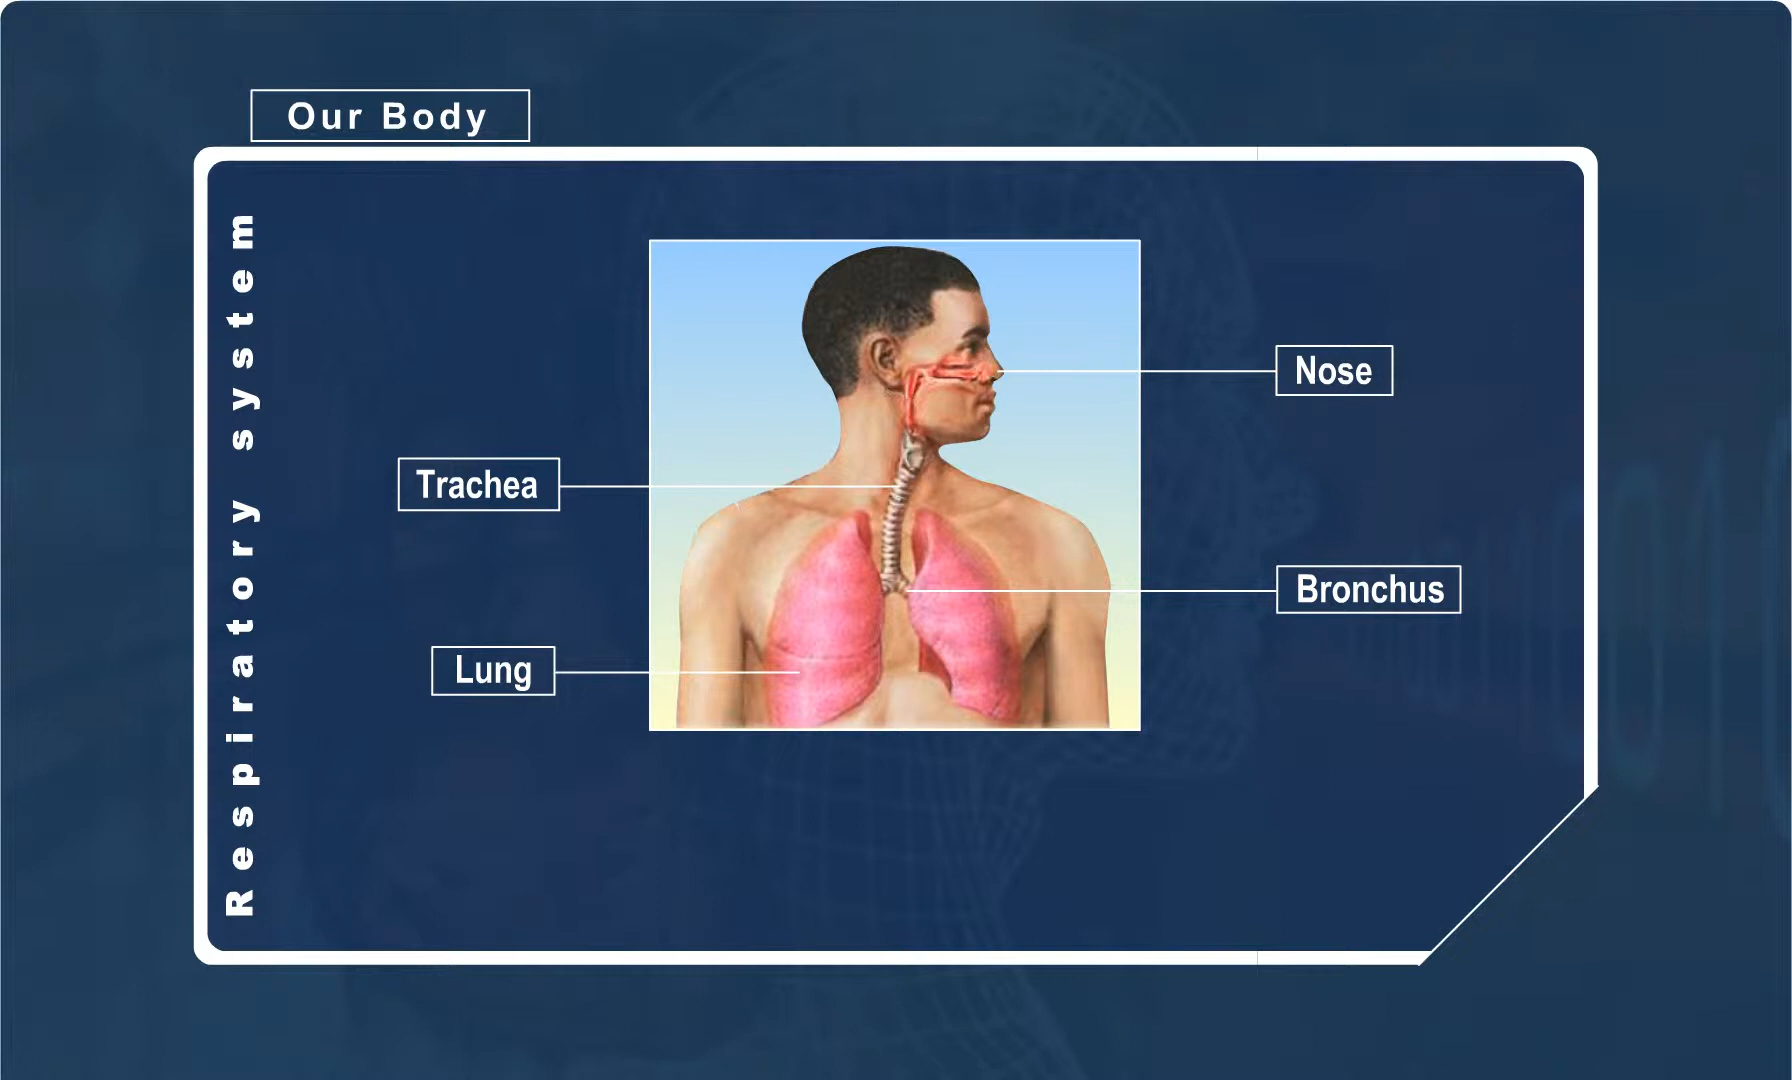 Our Body
Respiratory system
Nose
Trachea
Bronchus
Lung